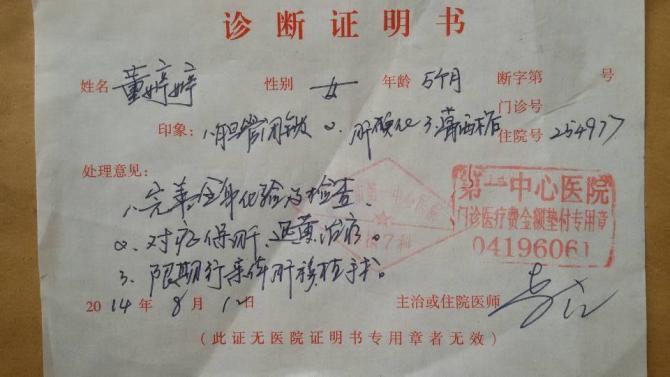 诊断证明书
姓名 董婷婷 性别 女 年龄 5个月 断字第 号
门诊号
印象：1、胆管闭锁 2、肝硬化 3、葛西术后 住院号 254977
处理意见：
1、完善全身化验及检查。
2、对症保肝、退黄治疗。
3、限期行亲体肝移植手术。
第一中心医院
门诊医疗费金额垫付专用章
04196061
2014年8月12日 主治或住院医师
（此证无医院证明书专用章者无效）